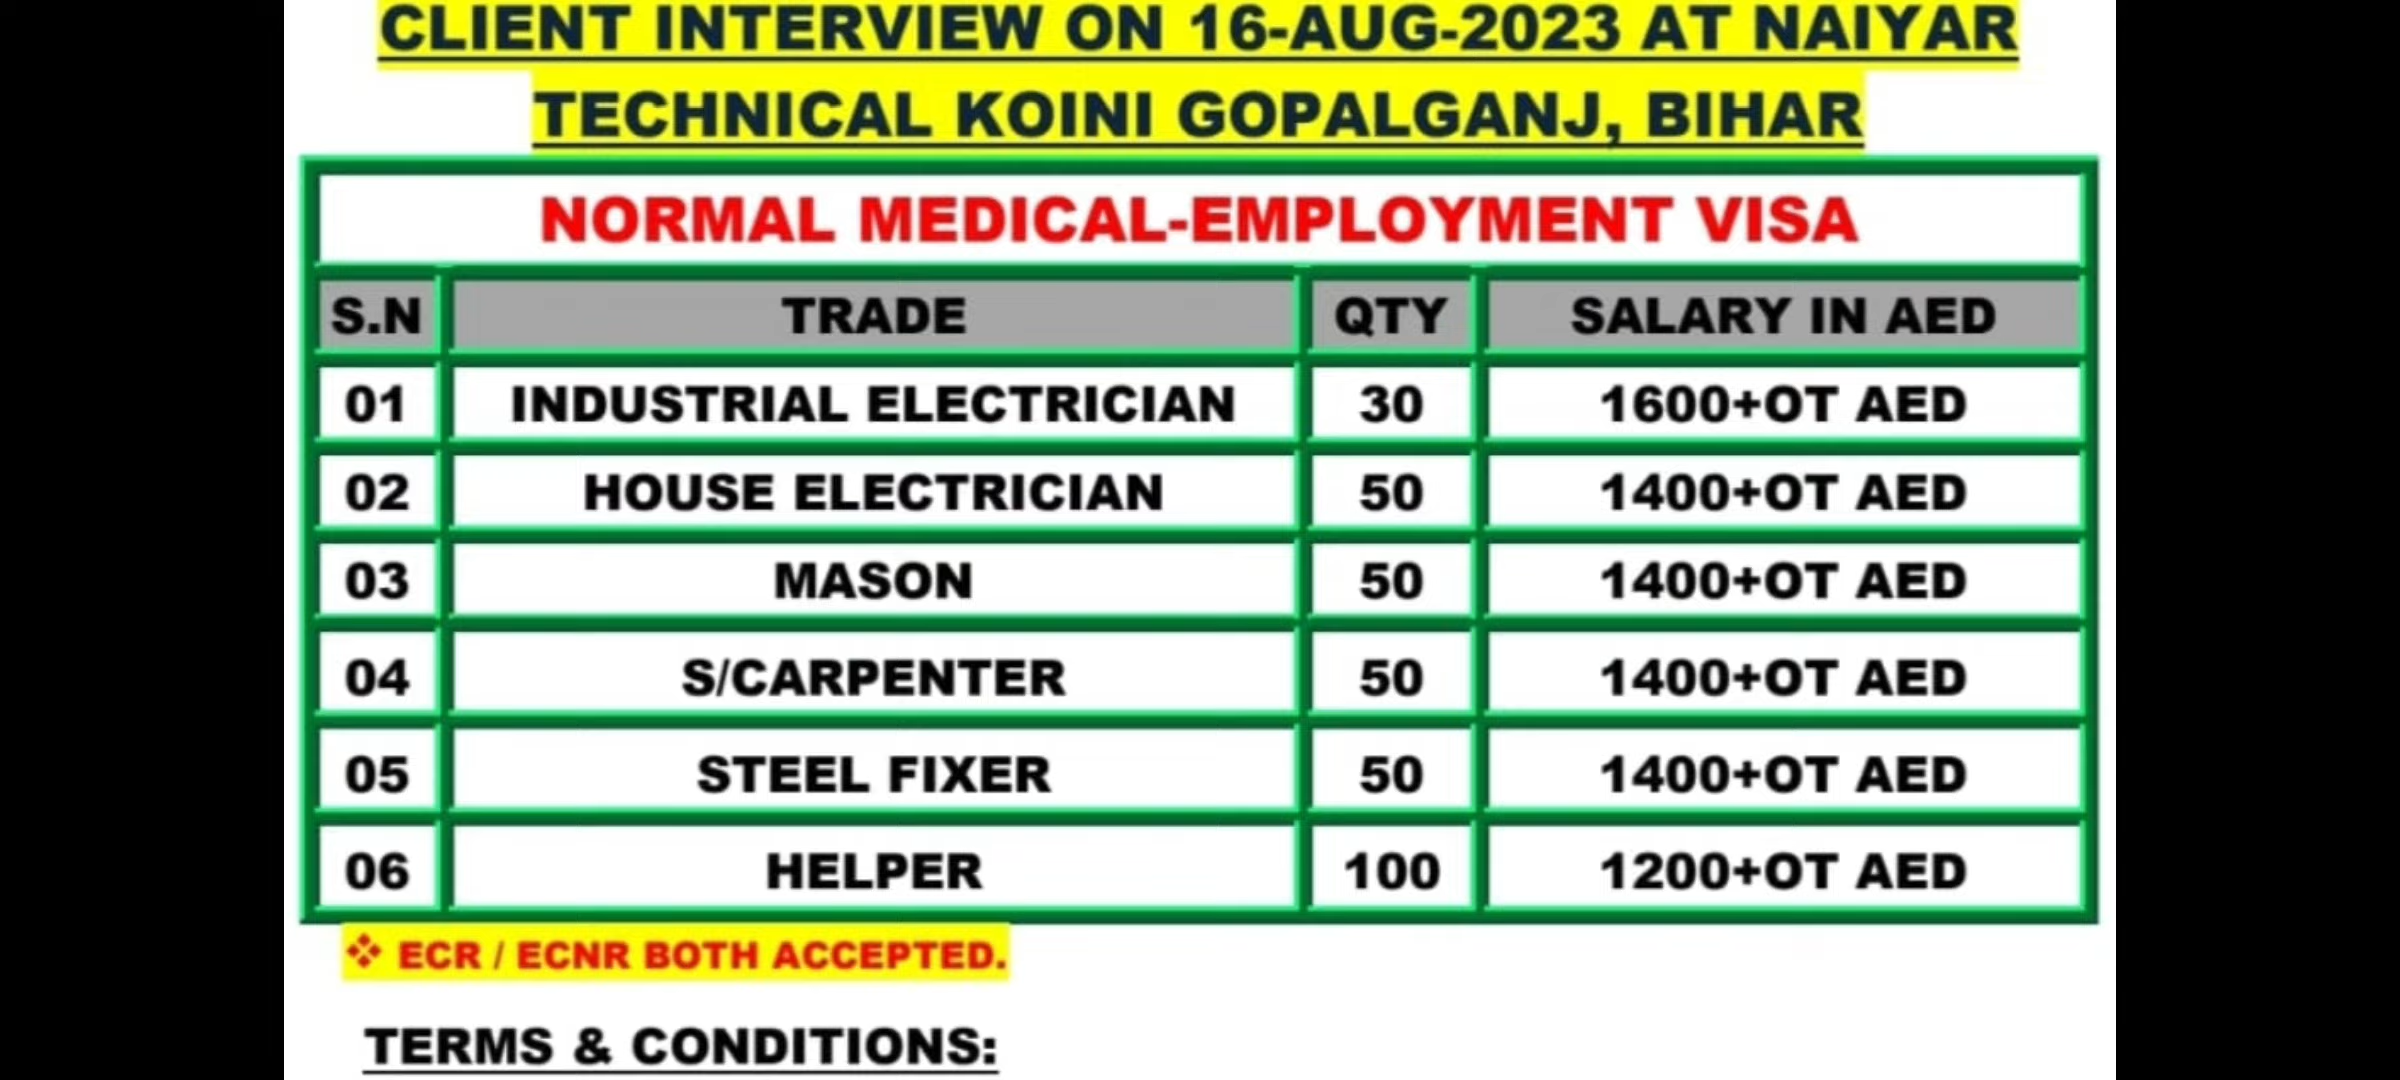 CLIENT INTERVIEW ON 16-AUG-2023 AT NAIYAR
TECHNICAL KOINI GOPALGANJ, BIHAR
NORMAL MEDICAL-EMPLOYMENT VISA
S.N TRADE QTY SALARY IN AED
01 INDUSTRIAL ELECTRICIAN 30 1600+OT AED
02 HOUSE ELECTRICIAN 50 1400+OT AED
03 MASON 50 1400+OT AED
04 S/CARPENTER 50 1400+OT AED
05 STEEL FIXER 50 1400+OT AED
06 HELPER 100 1200+OT AED
❖ ECR / ECNR BOTH ACCEPTED.
TERMS & CONDITIONS: